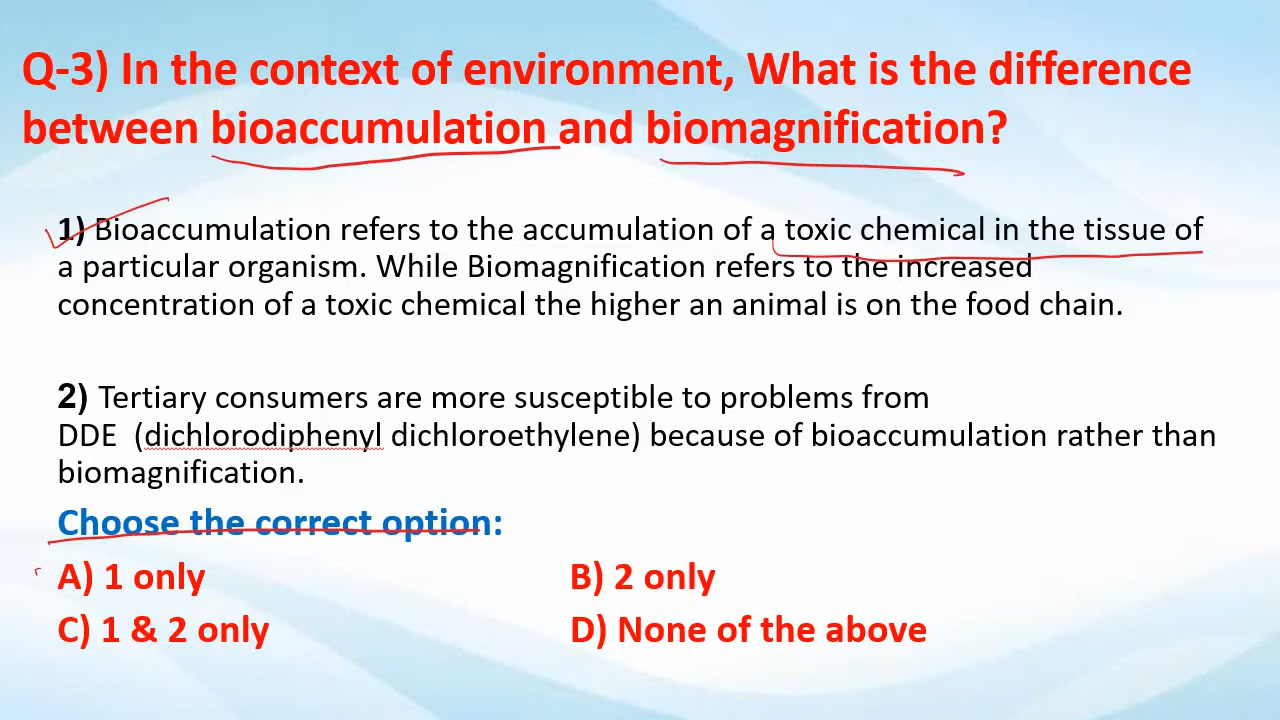 Q-3) In the context of environment, What is the difference
between bioaccumulation and biomagnification?
1) Bioaccumulation refers to the accumulation of a toxic chemical in the tissue of
a particular organism. While Biomagnification refers to the increased
concentration of a toxic chemical the higher an animal is on the food chain.
2) Tertiary consumers are more susceptible to problems from
DDE (dichlorodiphenyl dichloroethylene) because of bioaccumulation rather than
biomagnification.
Choose the correct option:
A) 1 only B) 2 only
C) 1 & 2 only D) None of the above